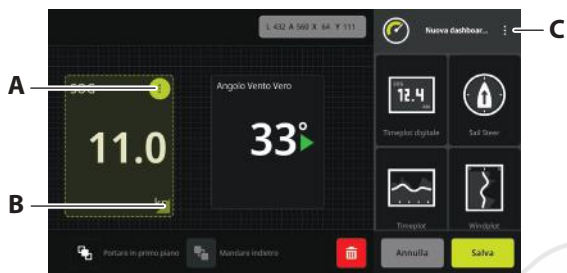 L 432 A 560 X 64 Y 111
Nuova dashboar...
C
A
SOG
Angolo Vento Vero
11.0
33°
kn
B
12.4
Timeplot digitale
Sail Steer
Timeplot
Windplot
Portare in primo piano
Mandare indietro
Annulla
Salva